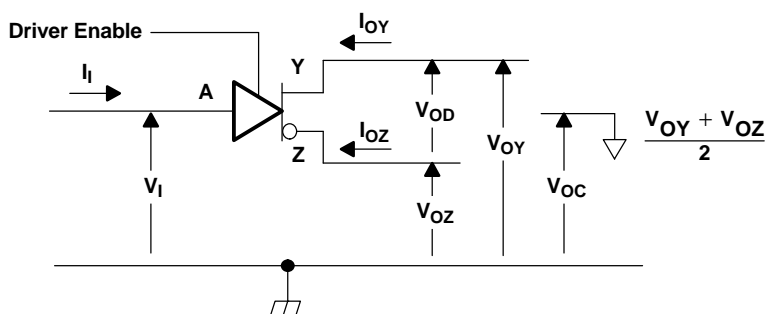 Driver Enable
I_OY
I_I
A
Y
I_OZ
Z
V_OD
V_OY
V_OY + V_OZ
2
V_I
V_OZ
V_OC